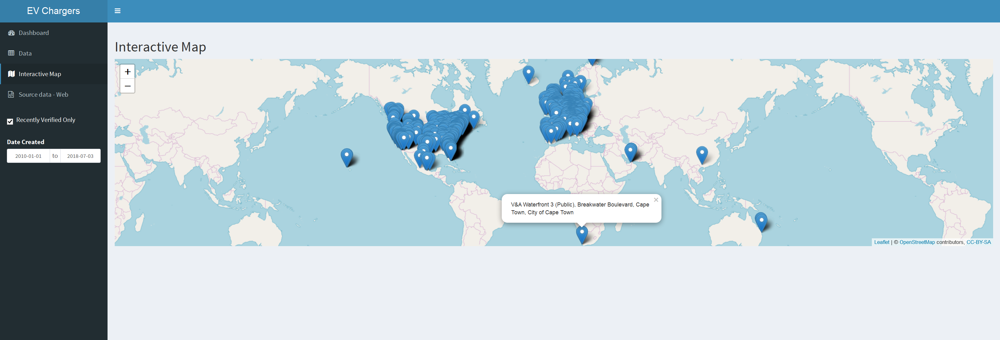 EV Chargers
Dashboard
Data
Interactive Map
Source data - Web
Recently Verified Only
Date Created
2010-01-01 to 2018-07-03
Interactive Map
+
−
V&A Waterfront 3 (Public), Breakwater Boulevard, Cape
Town, City of Cape Town
×
Leaflet | © OpenStreetMap contributors, CC-BY-SA